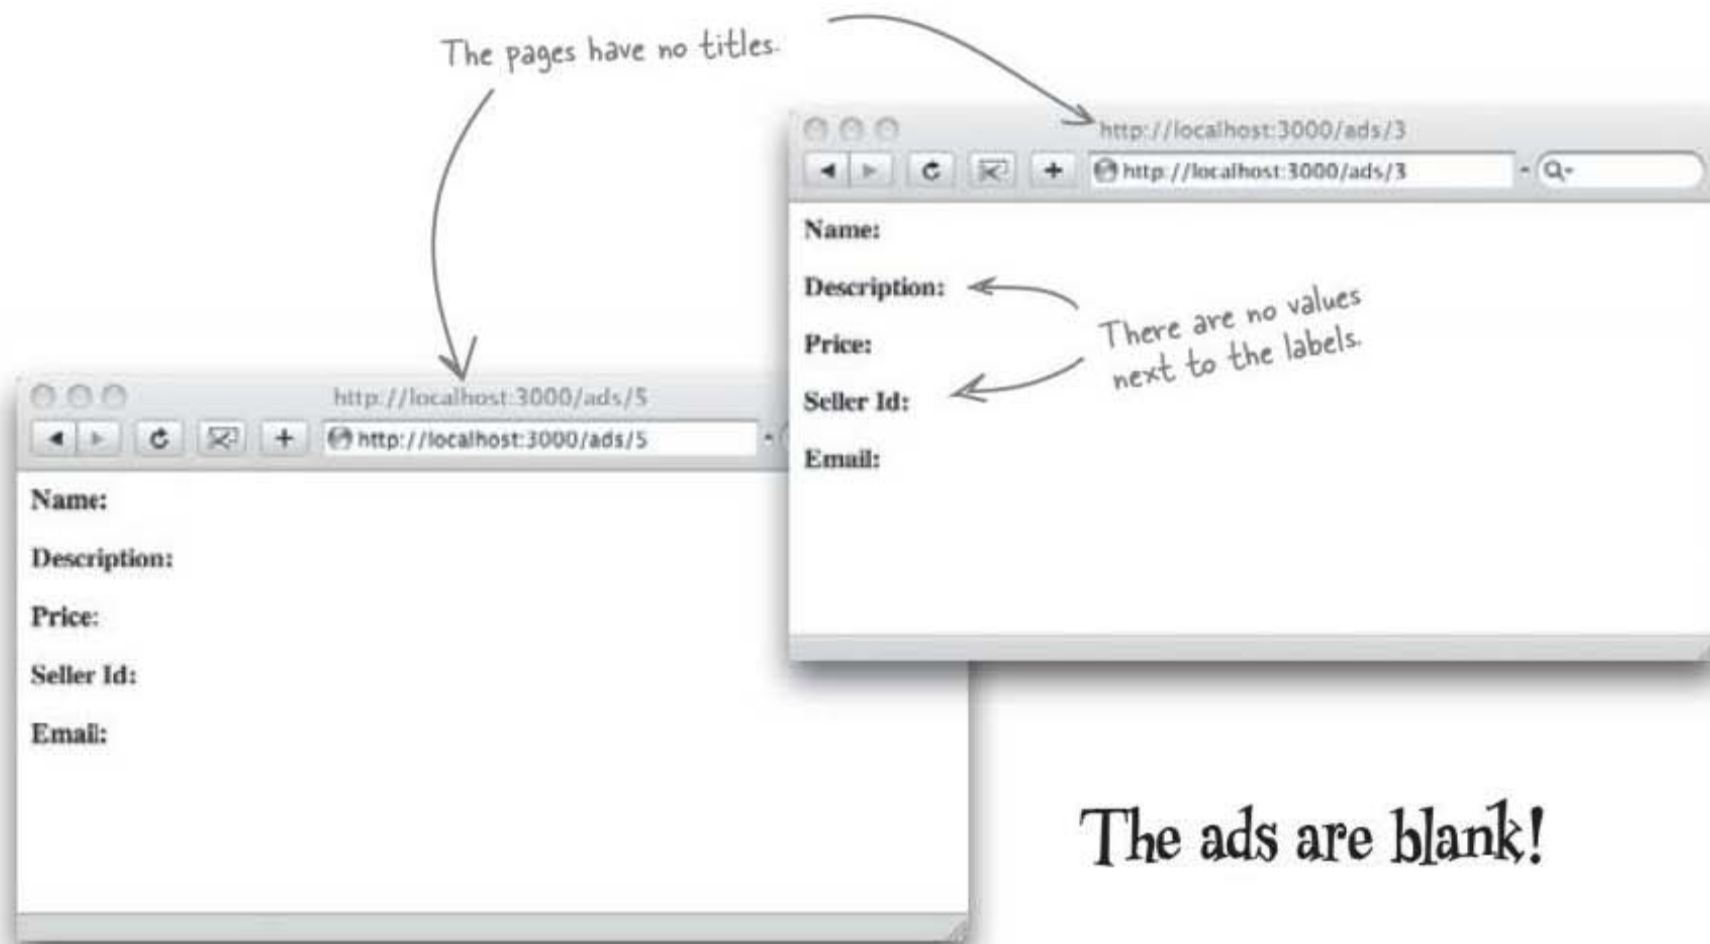 The pages have no titles.
http://localhost:3000/ads/3
http://localhost:3000/ads/3
Name:
Description:
Price:
Seller Id:
Email:
There are no values
next to the labels.
http://localhost:3000/ads/5
http://localhost:3000/ads/5
Name:
Description:
Price:
Seller Id:
Email:
The ads are blank!